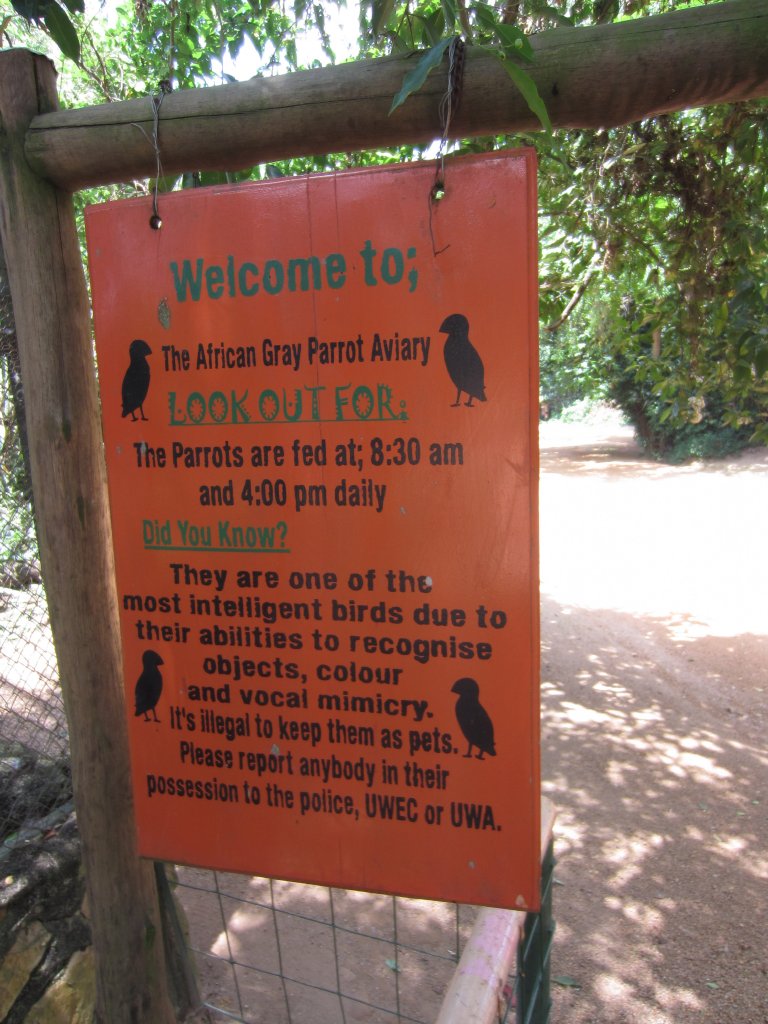 Welcome to;
The African Gray Parrot Aviary
LOOK OUT FOR:
The Parrots are fed at; 8:30 am
and 4:00 pm daily
Did You Know?
They are one of the
most intelligent birds due to
their abilities to recognise
objects, colour
and vocal mimicry.
It's illegal to keep them as pets.
Please report anybody in their
possession to the police, UWEC or UWA.